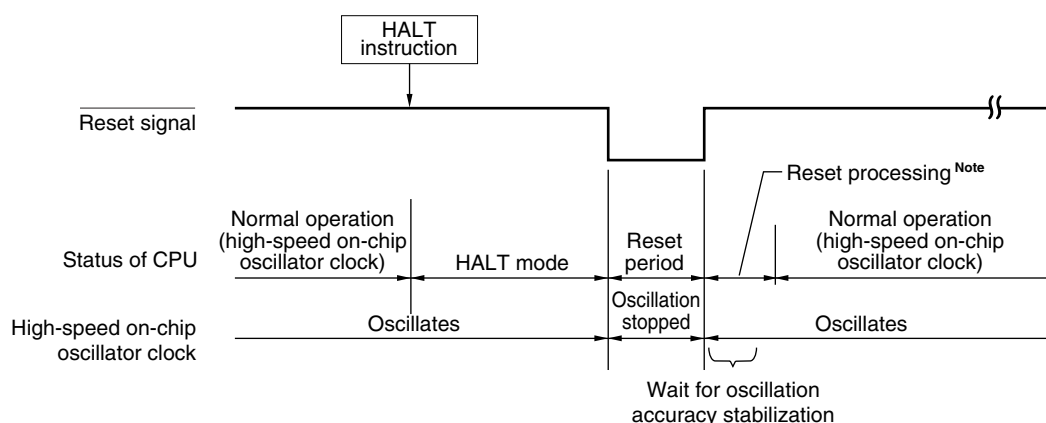 HALT
instruction
Reset signal
Reset processing Note
Normal operation
(high-speed on-chip
oscillator clock)
Status of CPU
HALT mode
Reset
period
Normal operation
(high-speed on-chip
oscillator clock)
High-speed on-chip
oscillator clock
Oscillates
Oscillation
stopped
Oscillates
Wait for oscillation
accuracy stabilization